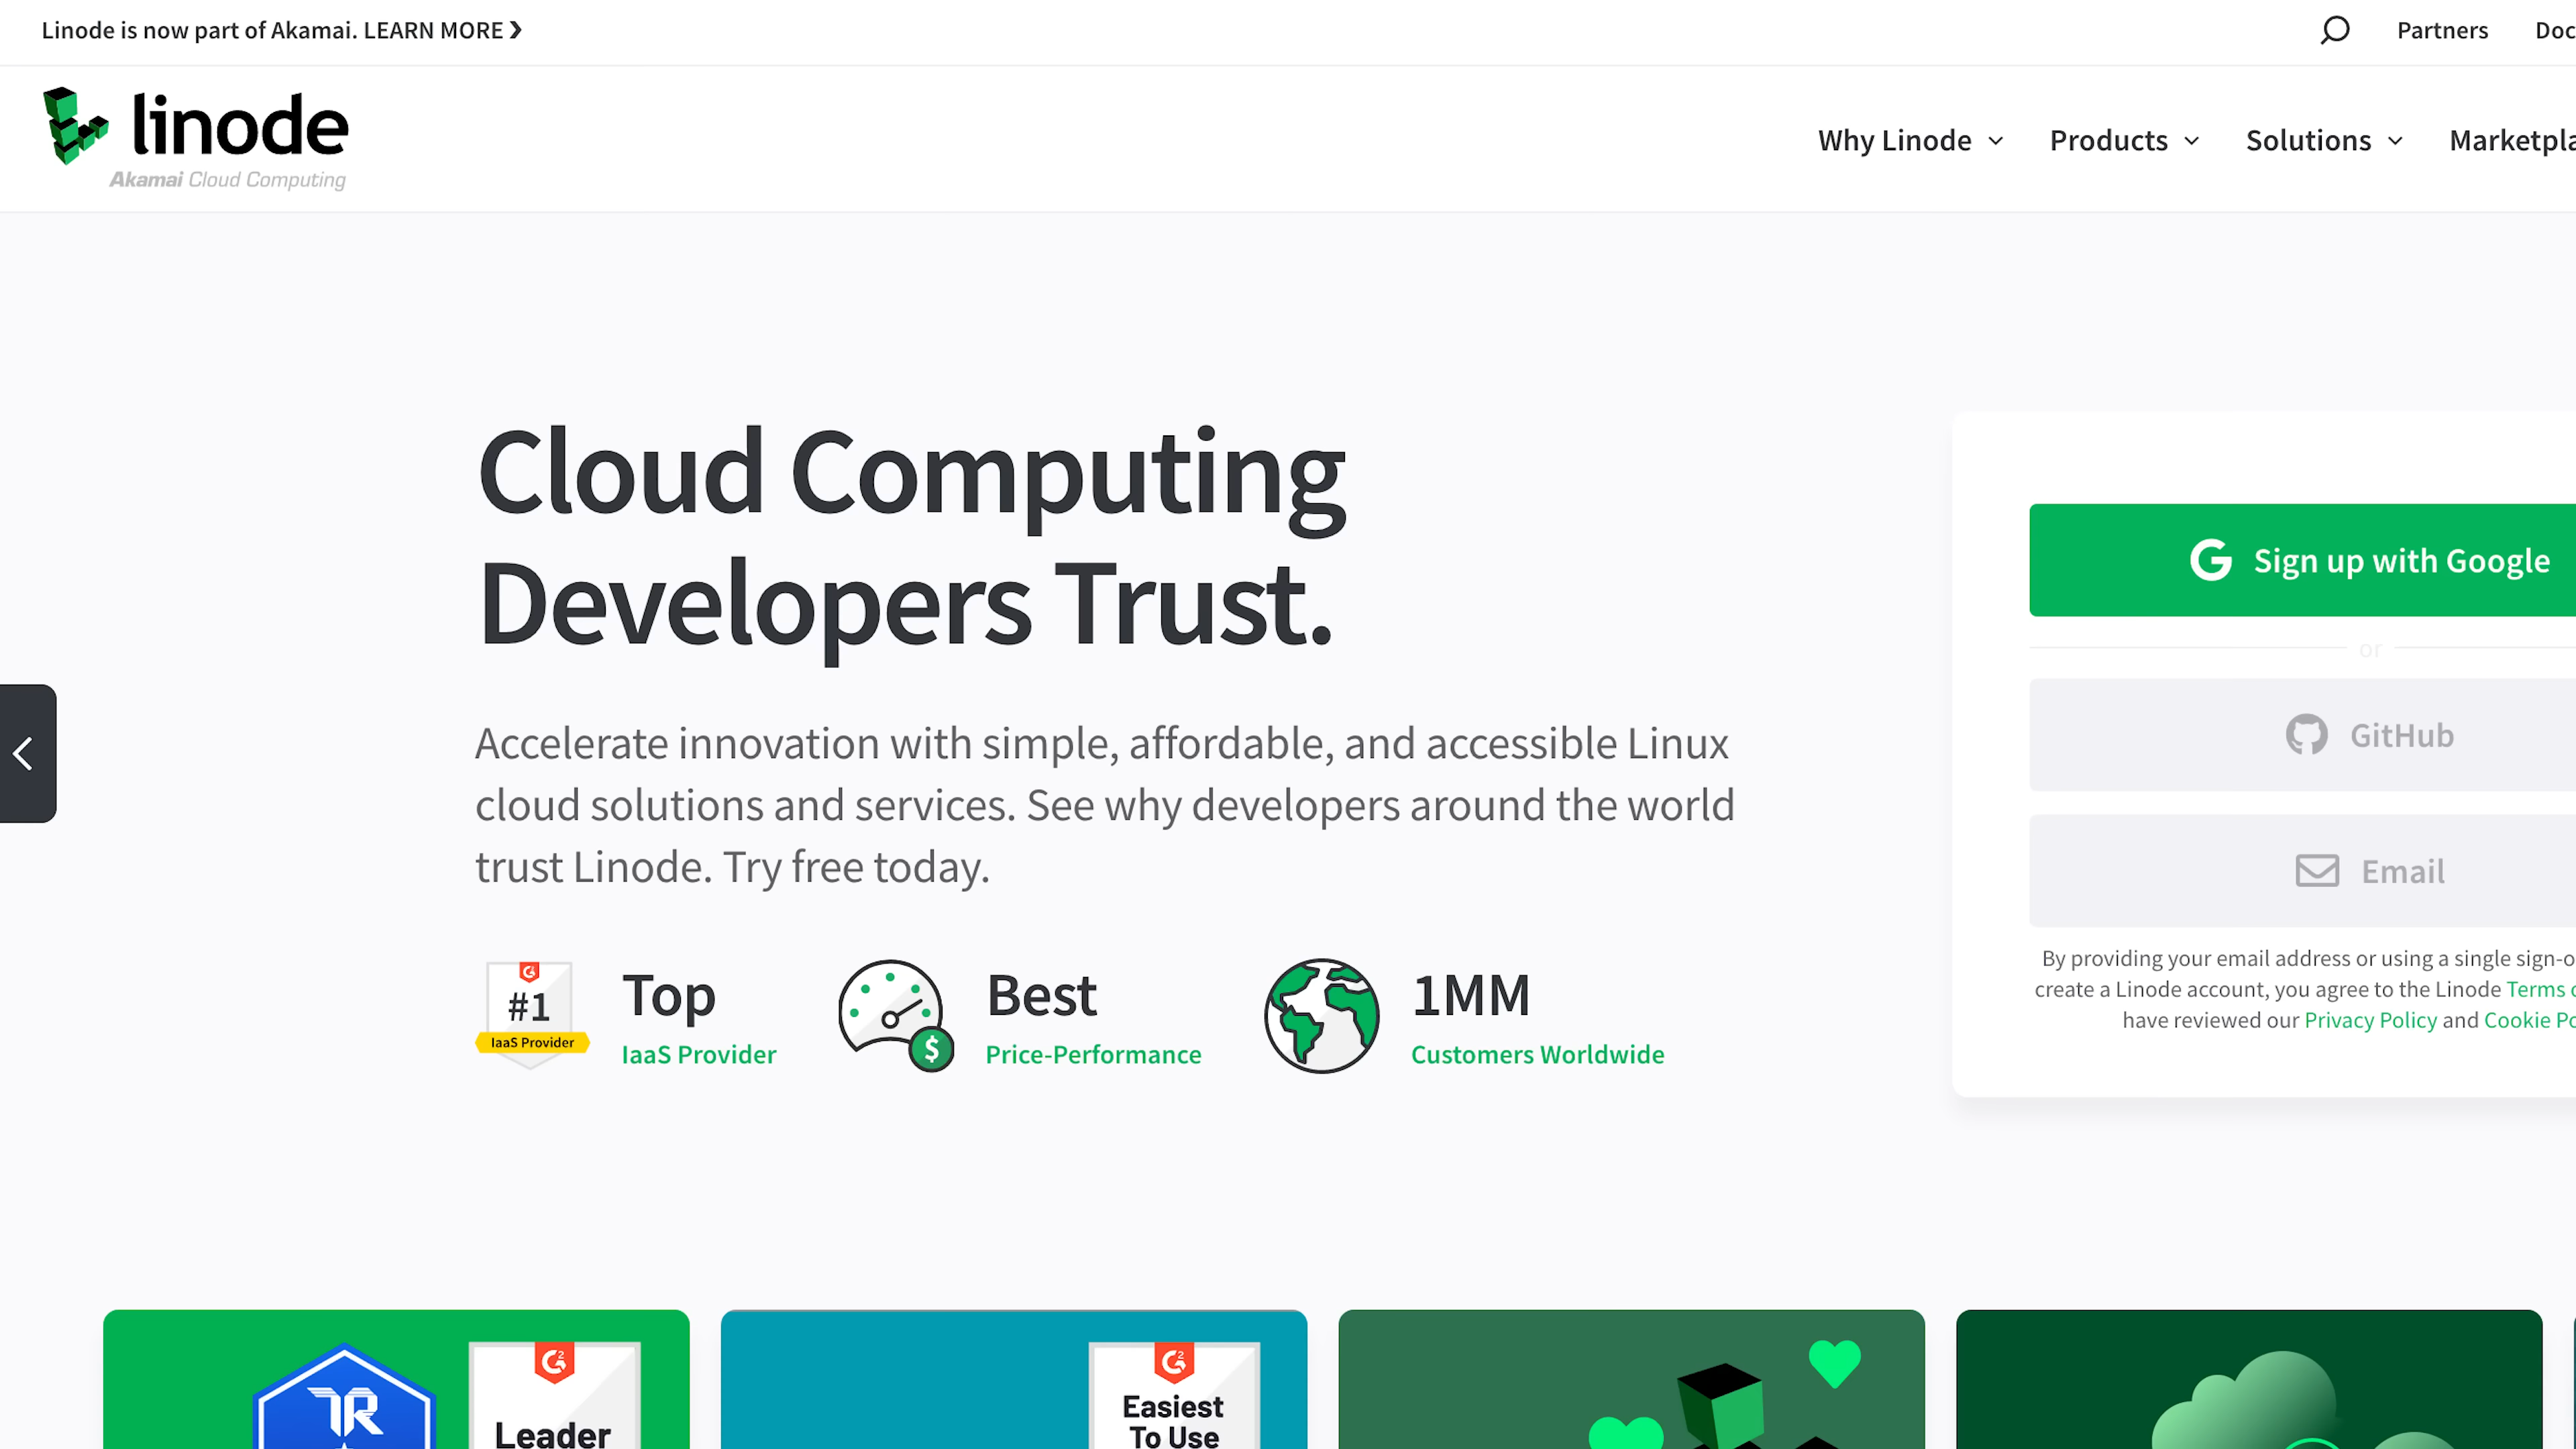 Linode is now part of Akamai. LEARN MORE ❯
Partners
linode
Akamai Cloud Computing
Why Linode
Products
Solutions
Cloud Computing
Developers Trust.
Accelerate innovation with simple, affordable, and accessible Linux
cloud solutions and services. See why developers around the world
trust Linode. Try free today.
#1
IaaS Provider
Top
IaaS Provider
Best
Price-Performance
$
1MM
Customers Worldwide
Sign up with Google
or
GitHub
Email
By providing your email address or using a single sign-o
create a Linode account, you agree to the Linode Terms
have reviewed our Privacy Policy and Cookie
TR
Leader
Easiest
To Use